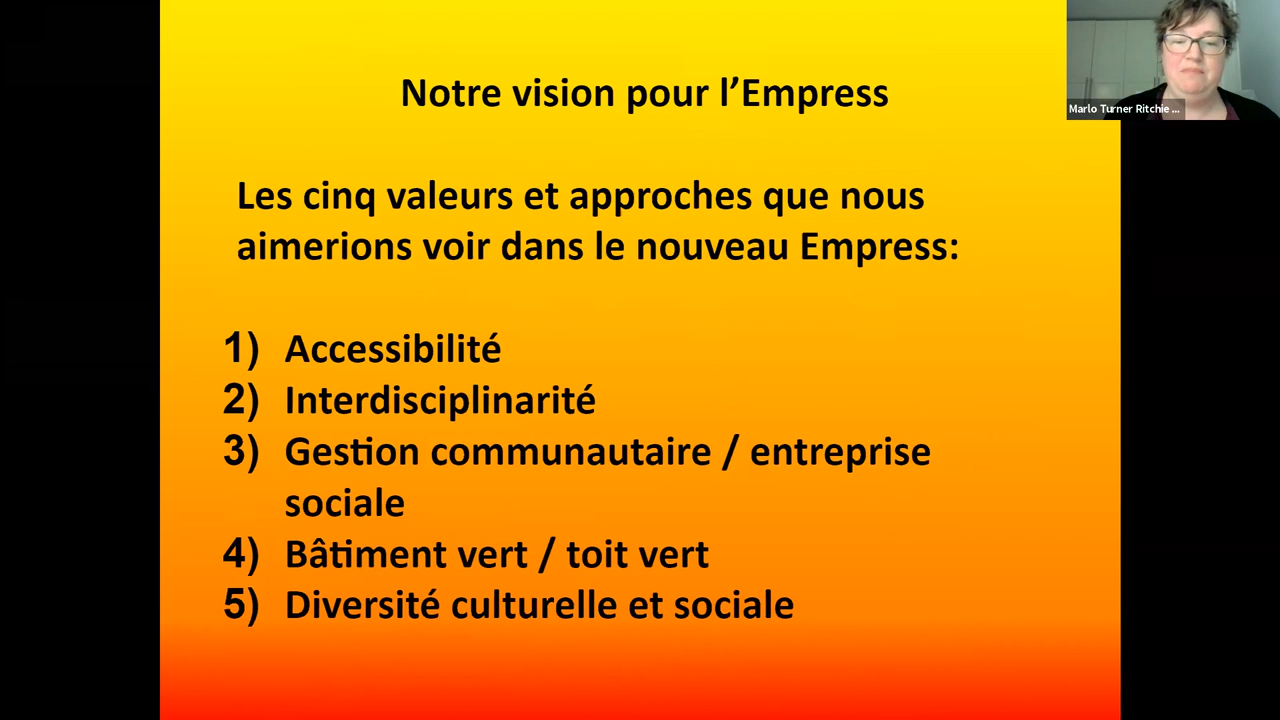 Notre vision pour l’Empress
Les cinq valeurs et approches que nous
aimerions voir dans le nouveau Empress:
1) Accessibilité
2) Interdisciplinarité
3) Gestion communautaire / entreprise
sociale
4) Bâtiment vert / toit vert
5) Diversité culturelle et sociale
Marlo Turner Ritchie ...